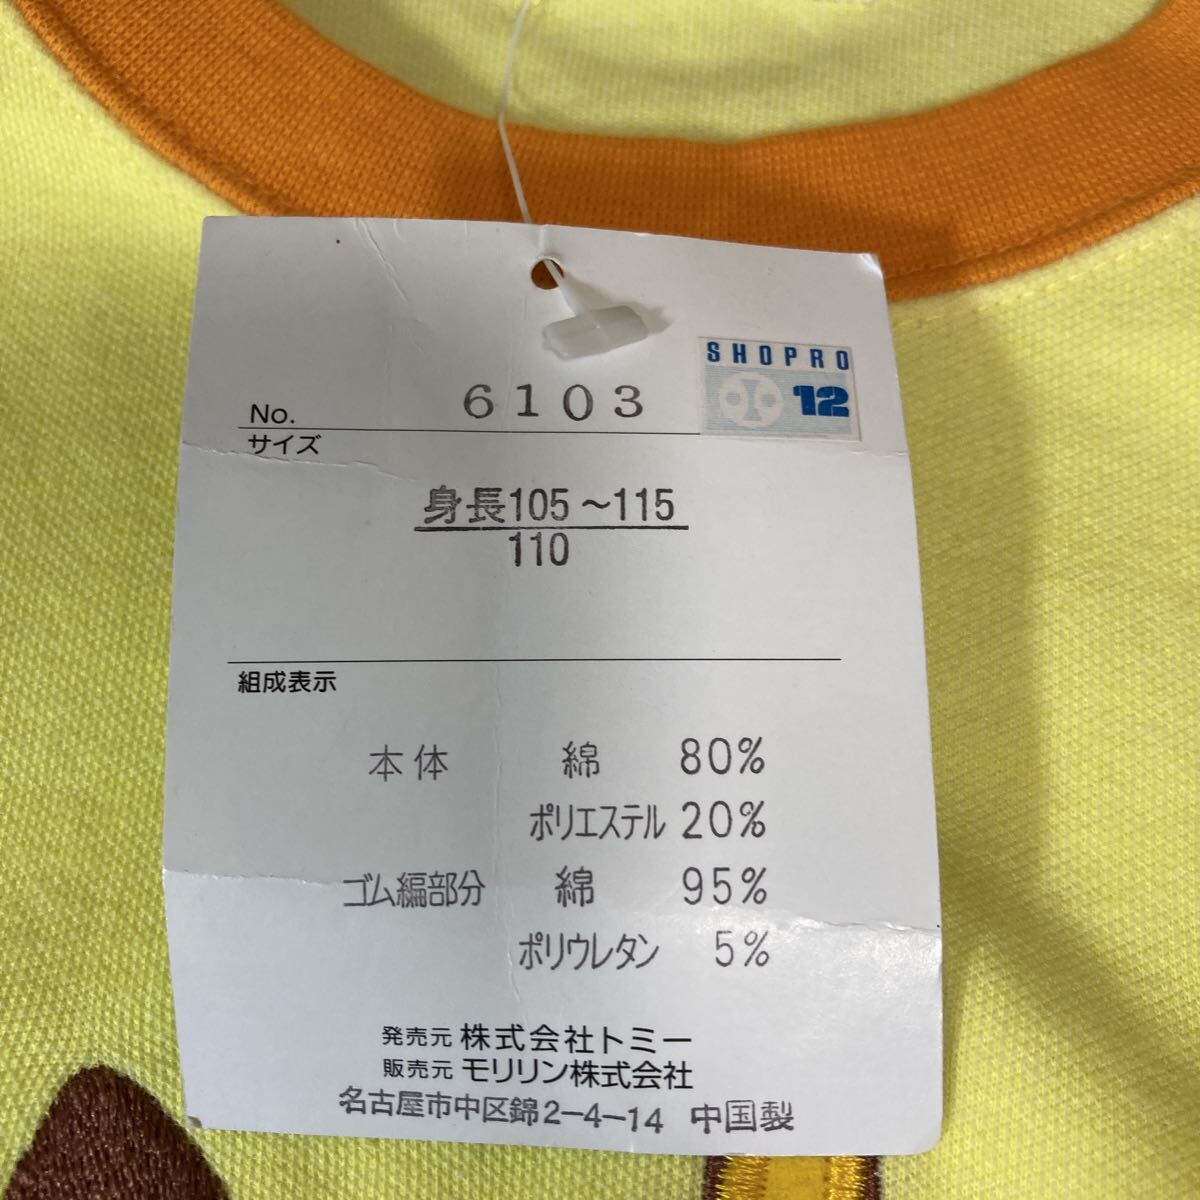 SHOPRO
12
No. 6103
サイズ
身長105～115
110
組成表示
本体 綿 80%
ポリエステル 20%
ゴム編部分 綿 95%
ポリウレタン 5%
発売元 株式会社トミー
販売元 モリリン株式会社
名古屋市中区錦2-4-14 中国製